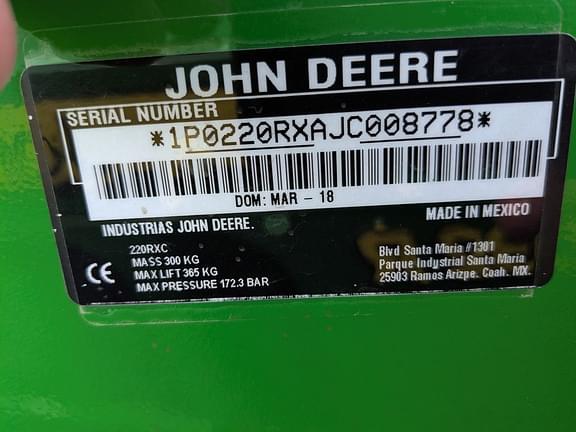 JOHN DEERE
SERIAL NUMBER
*1P0220RXAJC008778*
DOM: MAR - 18
INDUSTRIAS JOHN DEERE.
MADE IN MEXICO
220RXC
MASS 300 KG
MAX LIFT 365 KG
MAX PRESSURE 172.3 BAR
CE
Blvd Santa Maria #1301
Parque Indystrial Santa Maria
25903 Ramos Arizpe. Coah. MX.